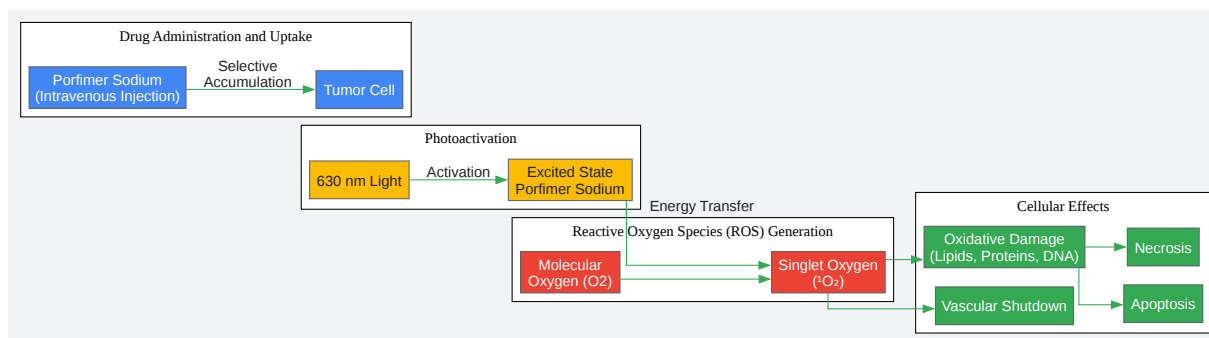 Drug Administration and Uptake
Porfimer Sodium
(Intravenous Injection)
Selective
Accumulation
Tumor Cell
Photoactivation
630 nm Light
Activation
Excited State
Porfimer Sodium
Energy Transfer
Reactive Oxygen Species (ROS) Generation
Molecular
Oxygen (O2)
Singlet Oxygen
(¹O₂)
Cellular Effects
Oxidative Damage
(Lipids, Proteins, DNA)
Necrosis
Vascular Shutdown
Apoptosis